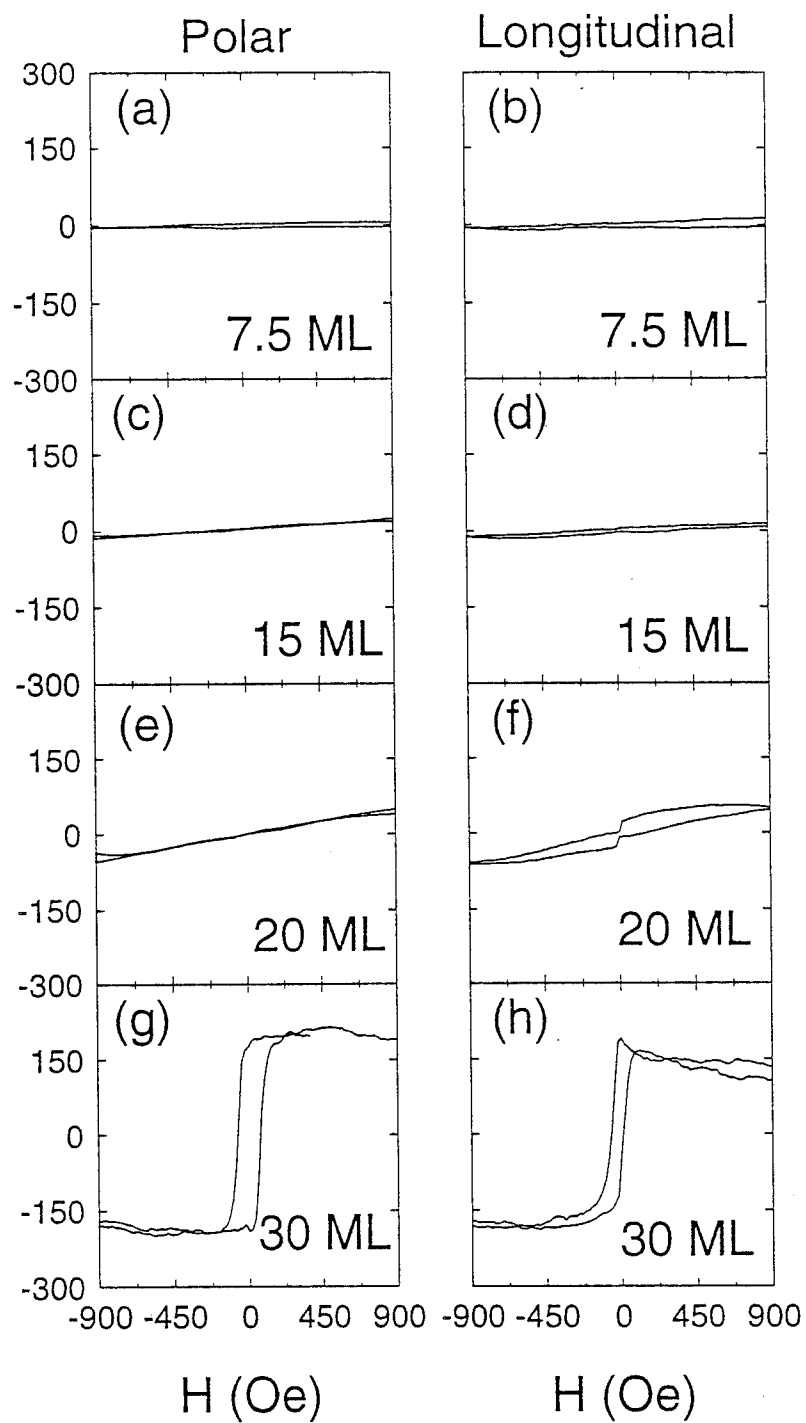 Polar Longitudinal
300
(a) (b)
150
0
7.5 ML 7.5 ML
-300
(c) (d)
150
0
-150
15 ML 15 ML
-300
(e) (f)
150
0
-150
20 ML 20 ML
-300
(g) (h)
150
0
-150
30 ML 30 ML
-300
-900 -450 0 450 900 -900 -450 0 450 900
H (Oe) H (Oe)